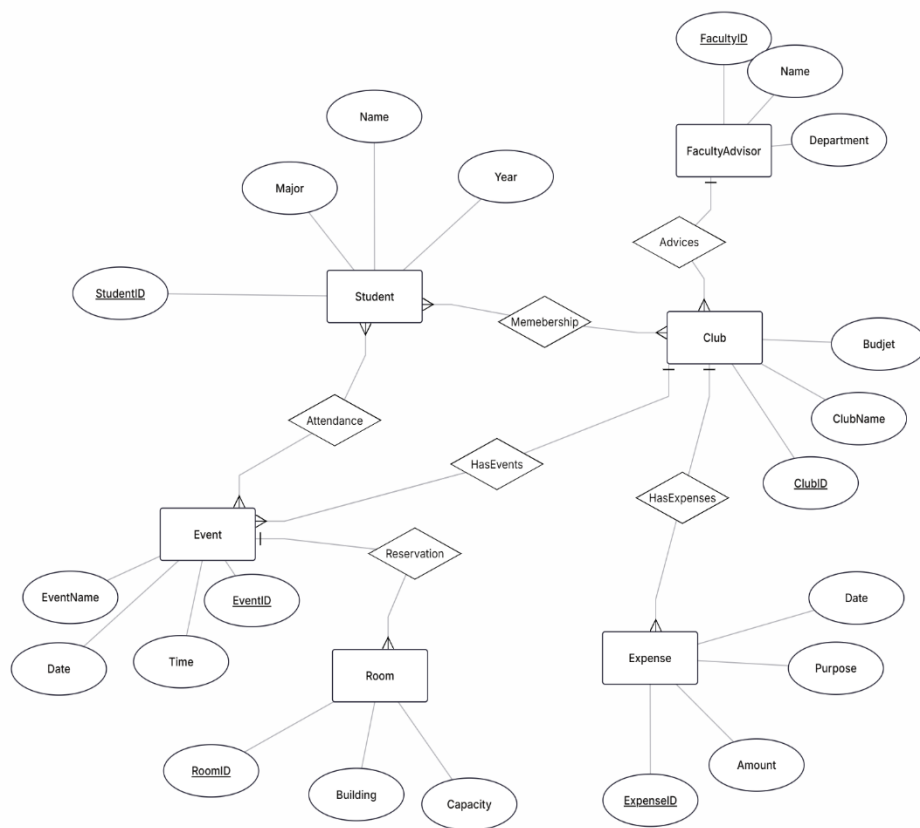 FacultyID
Name
Name
FacultyAdvisor
Department
Major
Year
Advices
StudentID
Student
Memebership
Club
Budjet
Attendance
ClubName
HasEvents
ClubID
HasExpenses
Event
Reservation
EventName
EventID
Date
Date
Time
Room
Expense
Purpose
RoomID
Building
Capacity
Amount
ExpenseID